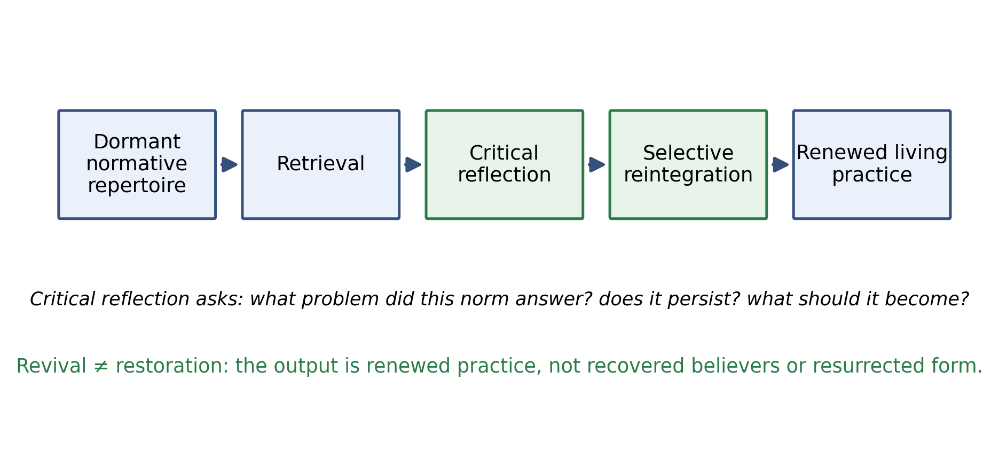 Dormant
normative
repertoire
Retrieval
Critical
reflection
Selective
reintegration
Renewed living
practice
Critical reflection asks: what problem did this norm answer? does it persist? what should it become?
Revival ≠ restoration: the output is renewed practice, not recovered believers or resurrected form.